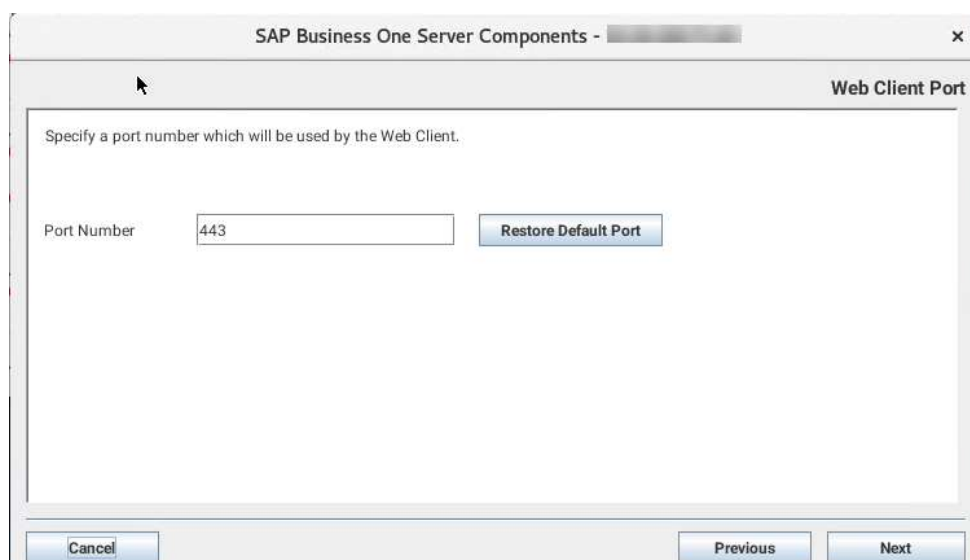 SAP Business One Server Components -
×
Web Client Port
Specify a port number which will be used by the Web Client.
Port Number 443 Restore Default Port
Cancel Previous Next